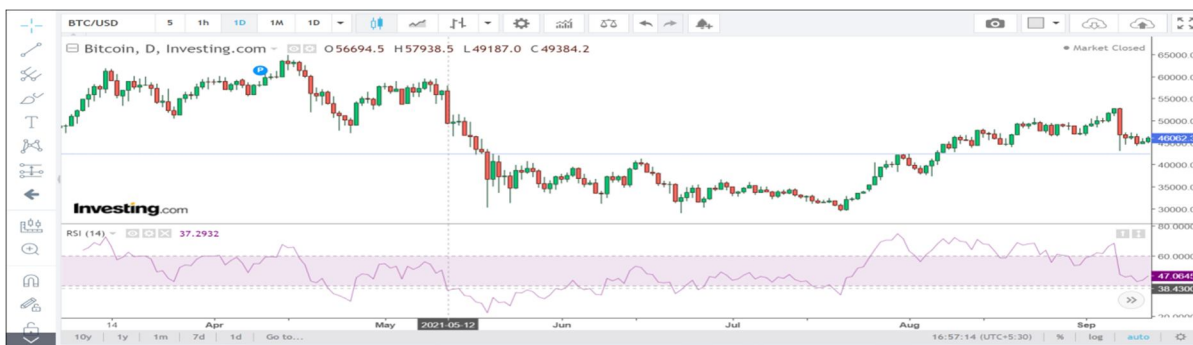 BTC/USD 5 1h 1D 1M 1D
Bitcoin, D, Investing.com O56694.5 H57938.5 L49187.0 C49384.2
Market Closed
65000.0
60000.0
55000.0
50000.0
46062.
40000.0
35000.0
30000.0
Investing.com
RSI (14) 37.2932
80.0000
60.0000
47.0645
38.4300
20.0000
14 Apr May 2021-05-12 Jun Jul Aug Sep
10y 1y 1m 7d 1d Go to... 16:57:14 (UTC+5:30) % log auto